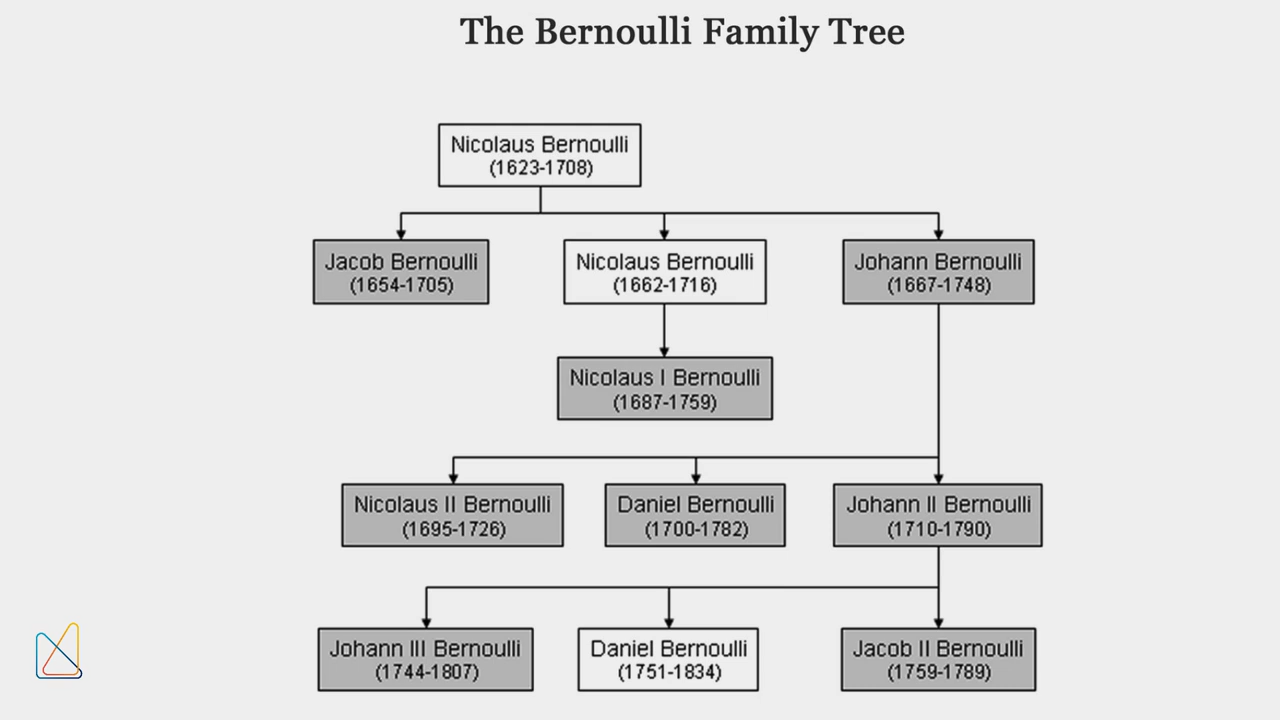 The Bernoulli Family Tree
Nicolaus Bernoulli
(1623-1708)
Jacob Bernoulli
(1654-1705)
Nicolaus Bernoulli
(1662-1716)
Johann Bernoulli
(1667-1748)
Nicolaus I Bernoulli
(1687-1759)
Nicolaus II Bernoulli
(1695-1726)
Daniel Bernoulli
(1700-1782)
Johann II Bernoulli
(1710-1790)
Johann III Bernoulli
(1744-1807)
Daniel Bernoulli
(1751-1834)
Jacob II Bernoulli
(1759-1789)